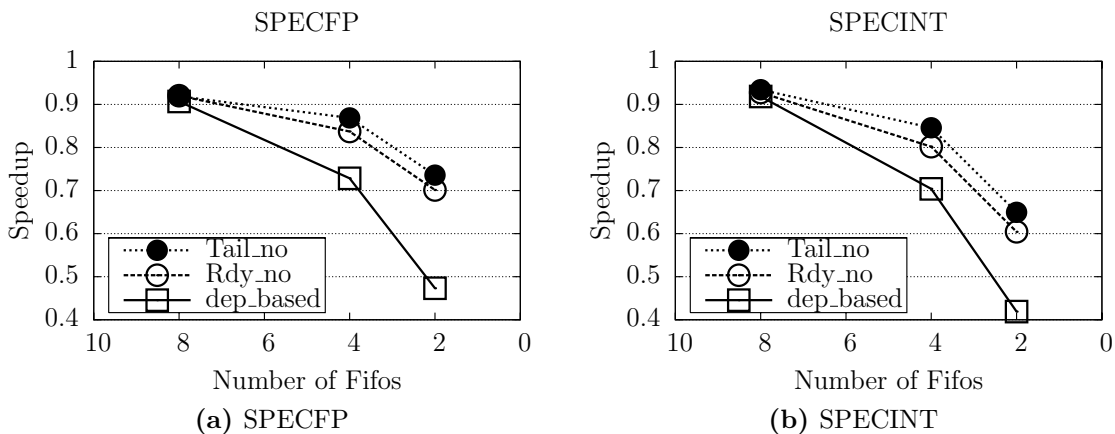 SPECFP
1
0.9
0.8
0.7
0.6
0.5
0.4
Speedup
Tail_no
Rdy_no
dep_based
10 8 6 4 2 0
Number of Fifos
(a) SPECFP
SPECINT
1
0.9
0.8
0.7
0.6
0.5
0.4
Speedup
Tail_no
Rdy_no
dep_based
10 8 6 4 2 0
Number of Fifos
(b) SPECINT